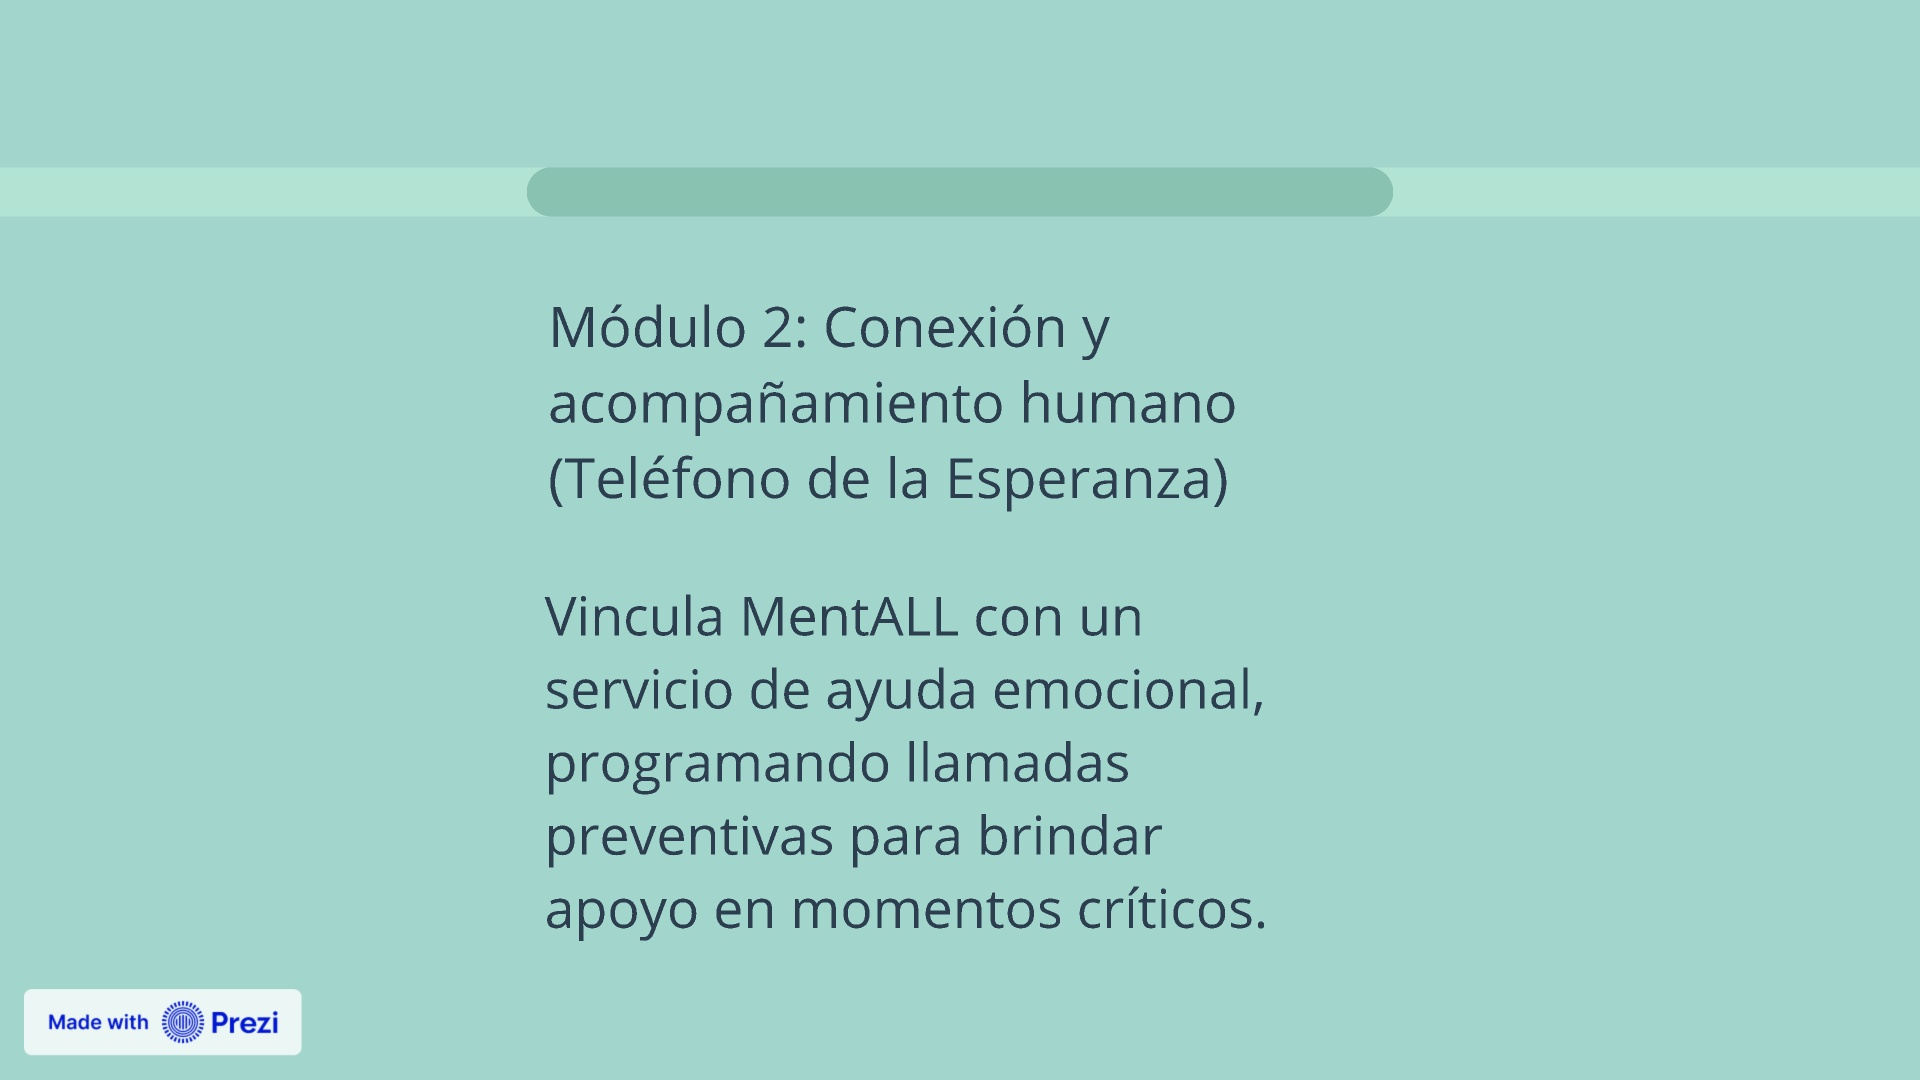 Módulo 2: Conexión y
acompañamiento humano
(Teléfono de la Esperanza)
Vincula MentALL con un
servicio de ayuda emocional,
programando llamadas
preventivas para brindar
apoyo en momentos críticos.
Made with Prezi